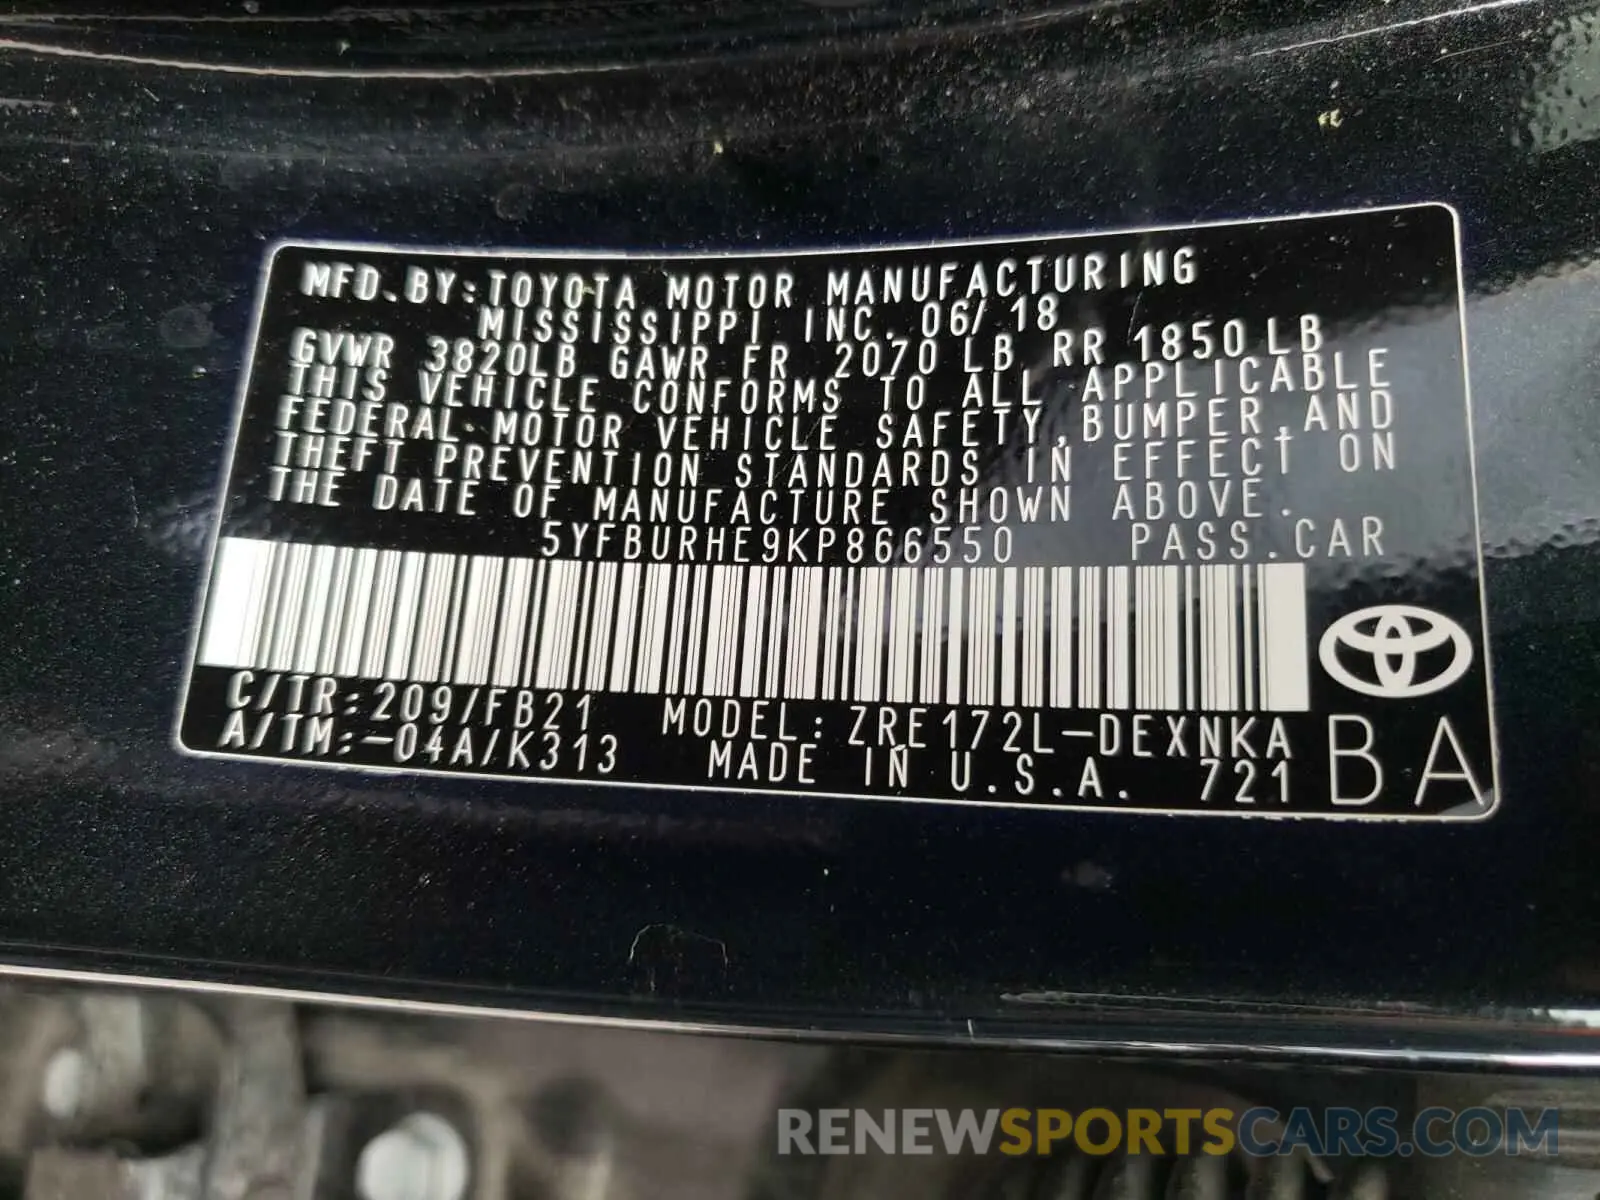 MFD. BY: TOYOTA MOTOR MANUFACTURING
MISSISSIPPI INC. 06/18
GVWR 3820LB GAWR FR 2070 LB RR 1850 LB
THIS VEHICLE CONFORMS TO ALL APPLICABLE
FEDERAL MOTOR VEHICLE SAFETY, BUMPER, AND
THEFT PREVENTION STANDARDS IN EFFECT ON
THE DATE OF MANUFACTURE SHOWN ABOVE.
5YFBURHE9KP866550 PASS. CAR
C/TR: 209/FB21 MODEL: ZRE172L-DEXNKA
A/TM: -04A/K313 MADE IN U.S.A. 721 BA
RENEWSPORTSCARS.COM